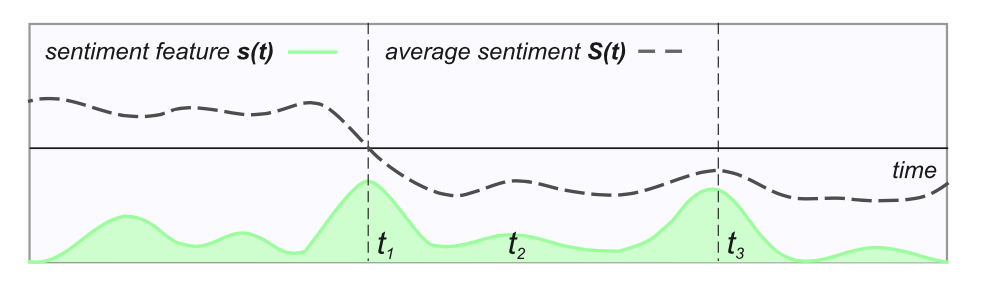 sentiment feature s(t)
average sentiment S(t)
time
t1
t2
t3